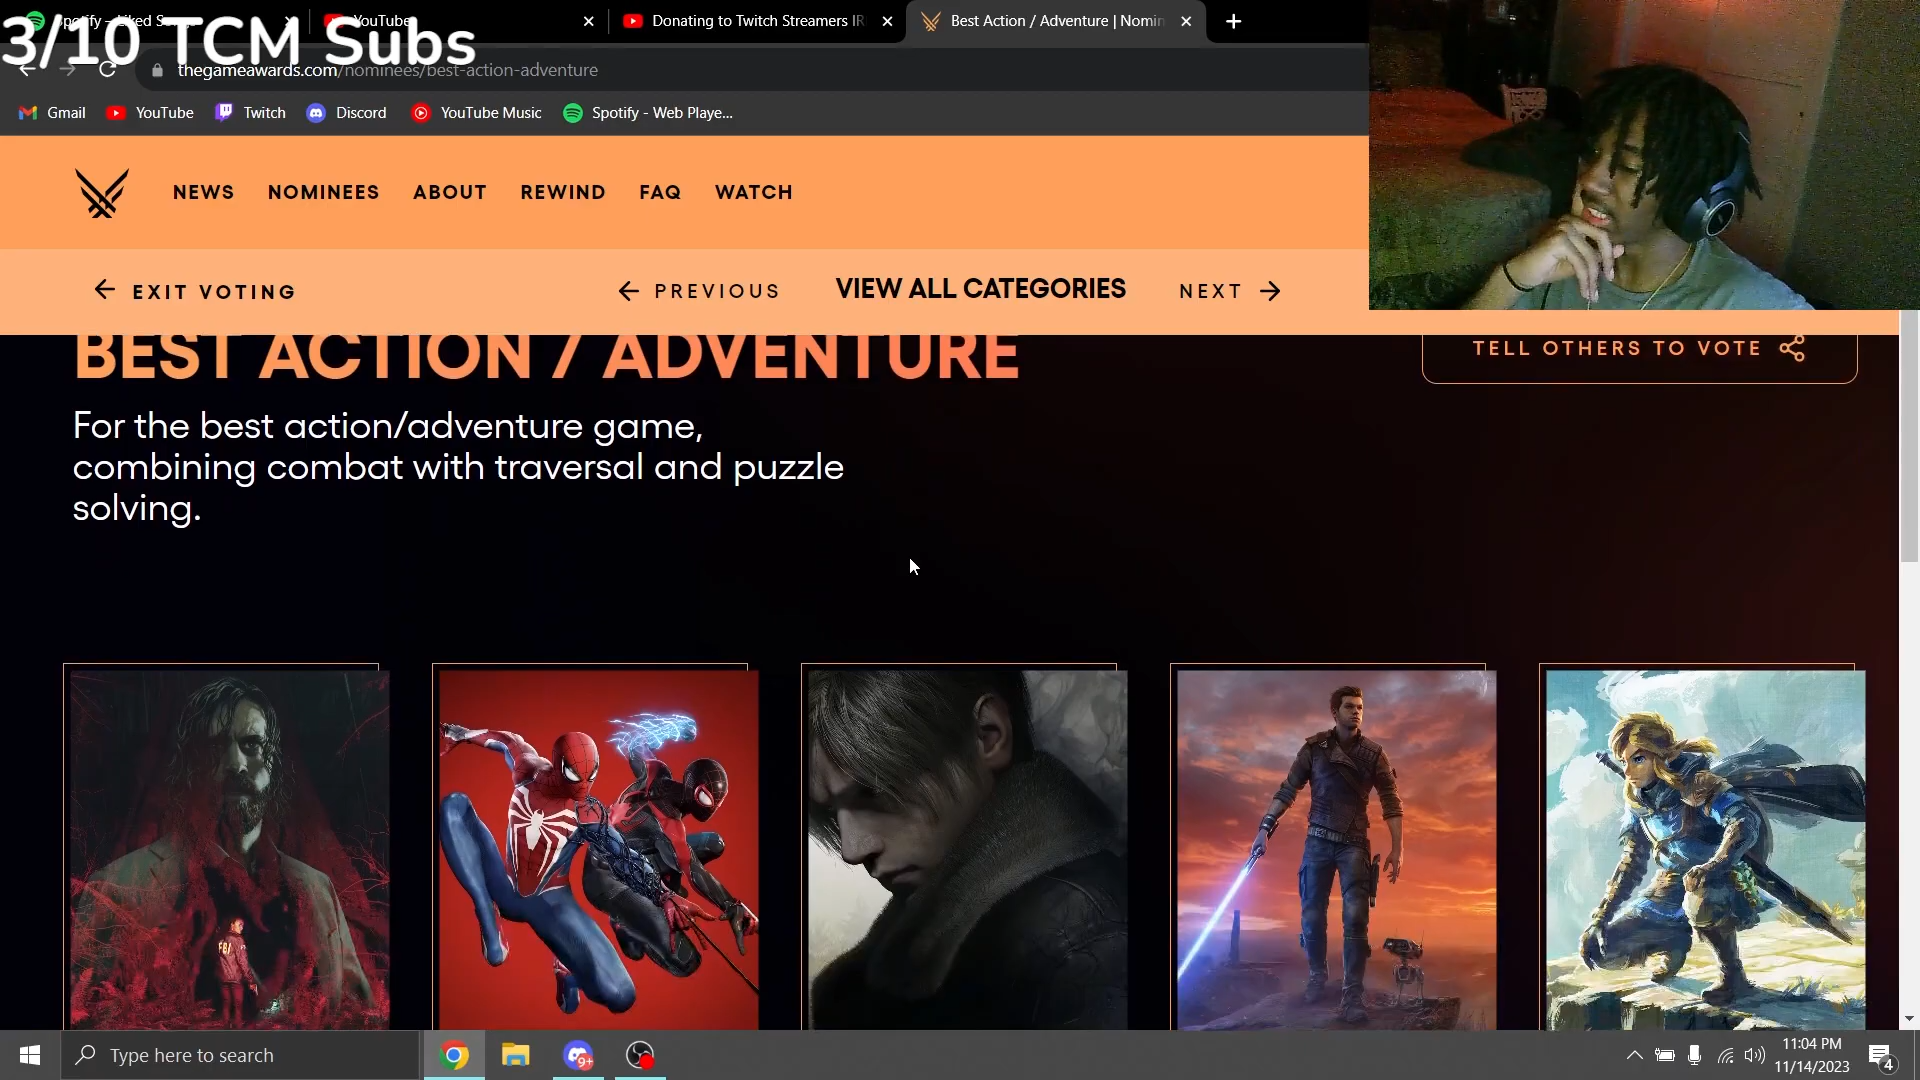 3/10 TCM Subs
YouTube
Donating to Twitch Streamers IR
Best Action / Adventure | Nomin
thegameawards.com/nominees/best-action-adventure
Gmail YouTube Twitch Discord YouTube Music Spotify - Web Playe...
NEWS NOMINEES ABOUT REWIND FAQ WATCH
EXIT VOTING PREVIOUS VIEW ALL CATEGORIES NEXT
BEST ACTION / ADVENTURE
TELL OTHERS TO VOTE
For the best action/adventure game,
combining combat with traversal and puzzle
solving.
FBI
Type here to search
9+
11:04 PM
11/14/2023
4